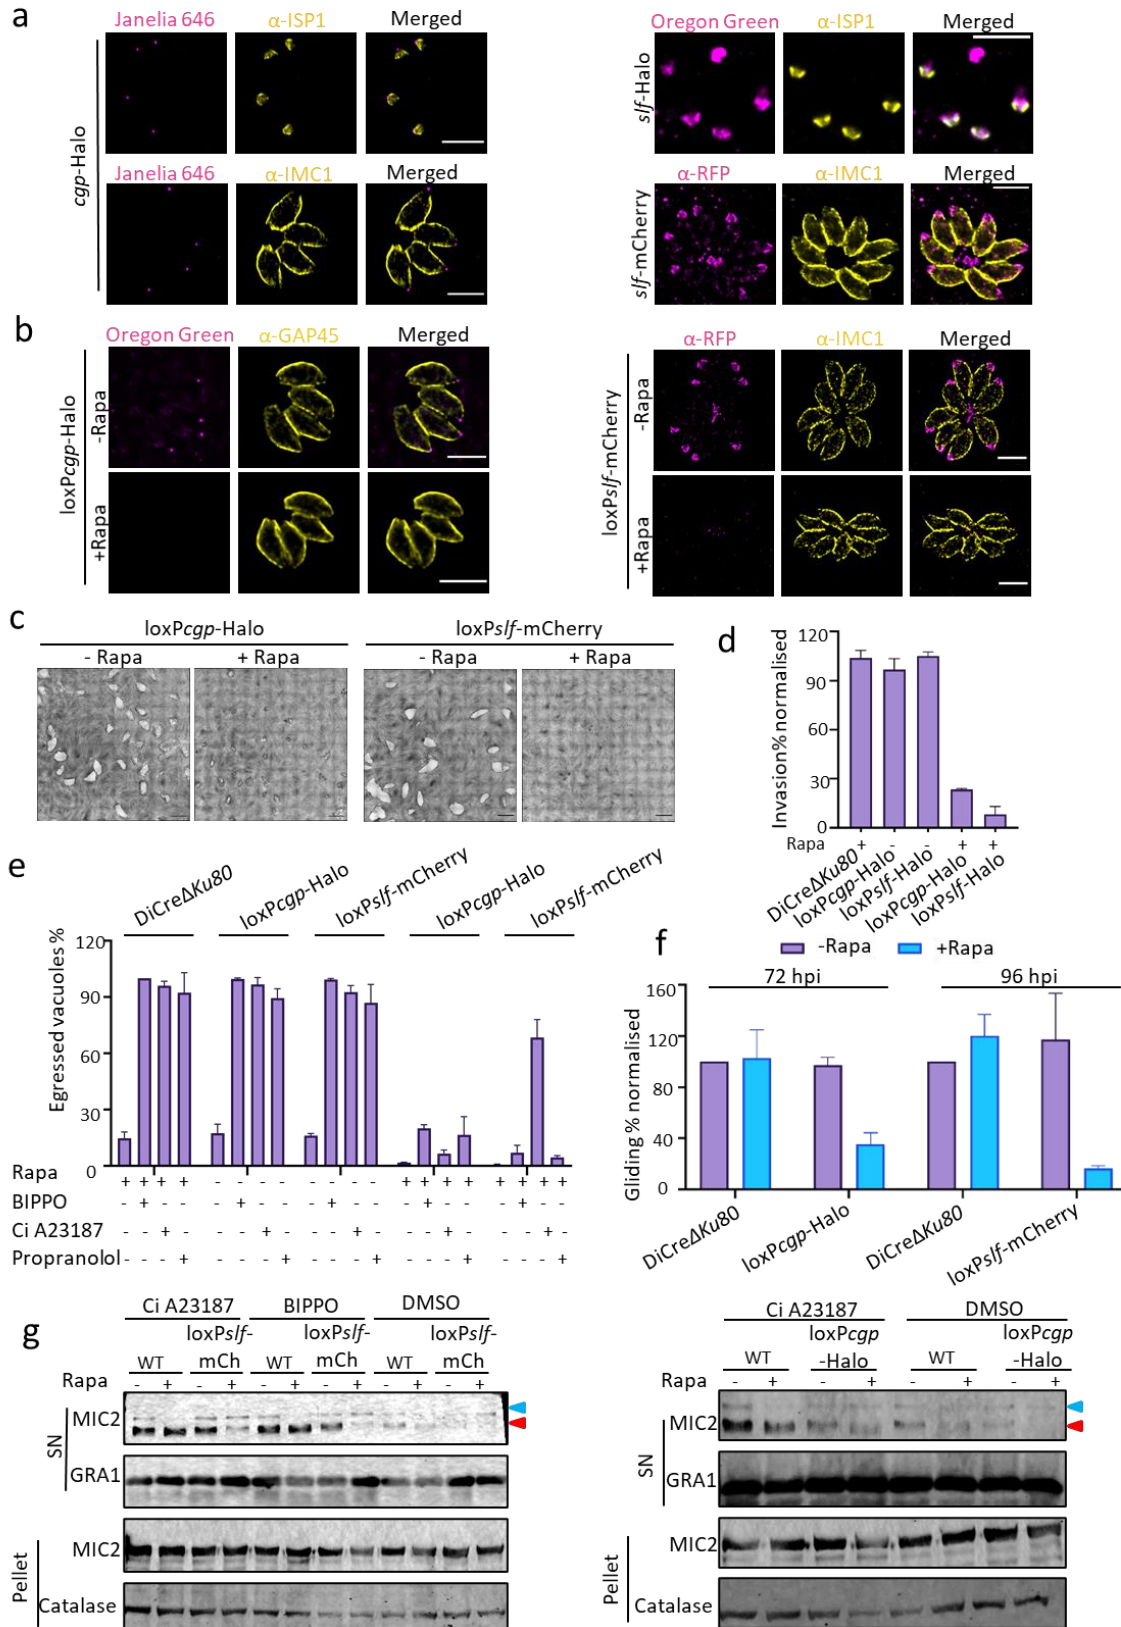 a
Janelia 646 α-ISP1 Merged
Oregon Green α-ISP1 Merged
cgp-Halo
slf-Halo
Janelia 646 α-IMC1 Merged
α-RFP α-IMC1 Merged
slf-mCherry
b
Oregon Green α-GAP45 Merged
α-RFP α-IMC1 Merged
loxPcgp-Halo
-Rapa
+Rapa
loxPslf-mCherry
-Rapa
+Rapa
c
loxPcgp-Halo loxPslf-mCherry
- Rapa + Rapa - Rapa + Rapa
d
Invasion% normalised
120
90
60
30
0
Rapa + - - + +
DiCreΔKu80
loxPcgp-Halo
loxPslf-Halo
loxPcgp-Halo
loxPslf-Halo
e
DiCreΔKu80 loxPcgp-Halo loxPslf-mCherry loxPcgp-Halo loxPslf-mCherry
Egressed vacuoles %
120
90
60
30
0
Rapa + + + + - - - - - - - - + + + + + + + +
BIPPO - + - - - + - - - + - - - + - - - + - -
Ci A23187 - - + - - - + - - - + - - - + - - - + -
Propranolol - - - + - - - + - - - + - - - + - - - +
f
-Rapa +Rapa
72 hpi 96 hpi
Gliding % normalised
160
120
80
40
0
DiCreΔKu80 loxPcgp-Halo DiCreΔKu80 loxPslf-mCherry
g
Ci A23187 BIPPO DMSO
loxPslf- loxPslf- loxPslf-
WT mCh WT mCh WT mCh
Rapa - + - + - + - + - + - +
SN
MIC2
GRA1
Pellet
MIC2
Catalase
Ci A23187 DMSO
loxPcgp loxPcgp
WT -Halo WT -Halo
Rapa - + - + - + - +
SN
MIC2
GRA1
Pellet
MIC2
Catalase